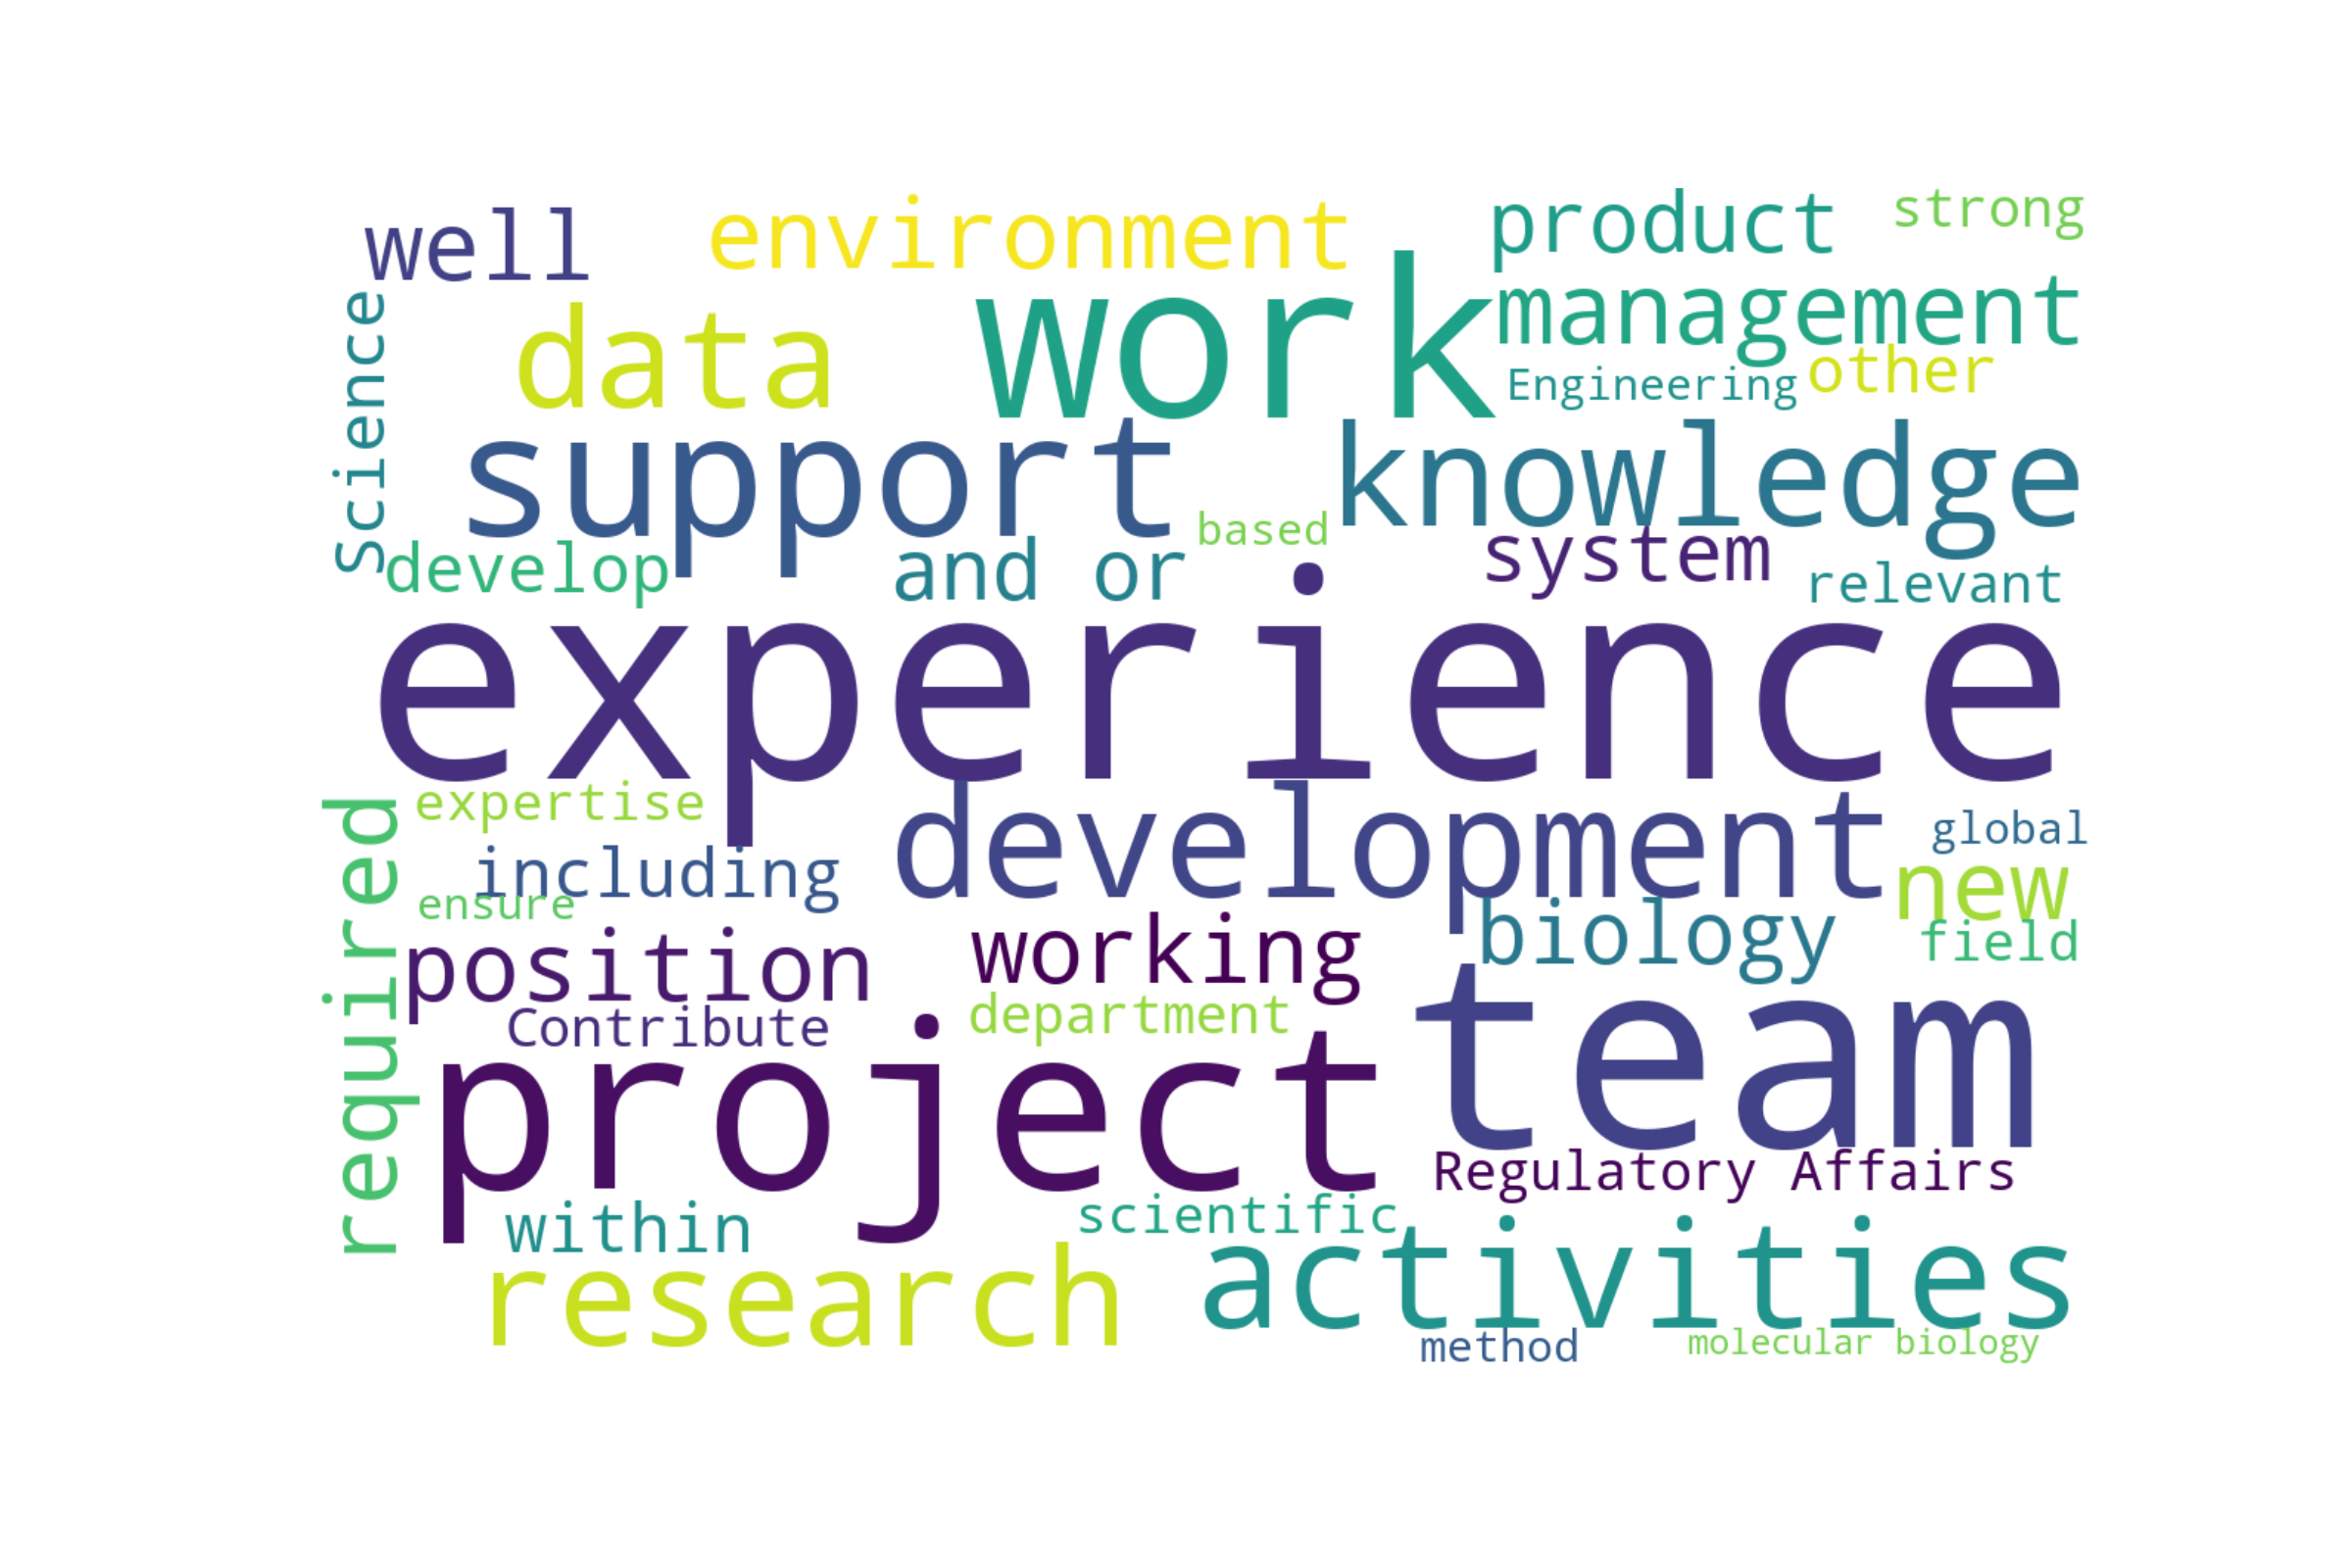 well
environment
product
strong
Science
data
work
management
Engineering
other
support
knowledge
based
develop
and or
system
relevant
experience
expertise
development
global
required
including
new
ensure
biology
field
position
working
Contribute
department
team
project
Regulatory Affairs
within
scientific
research
activities
method
molecular biology